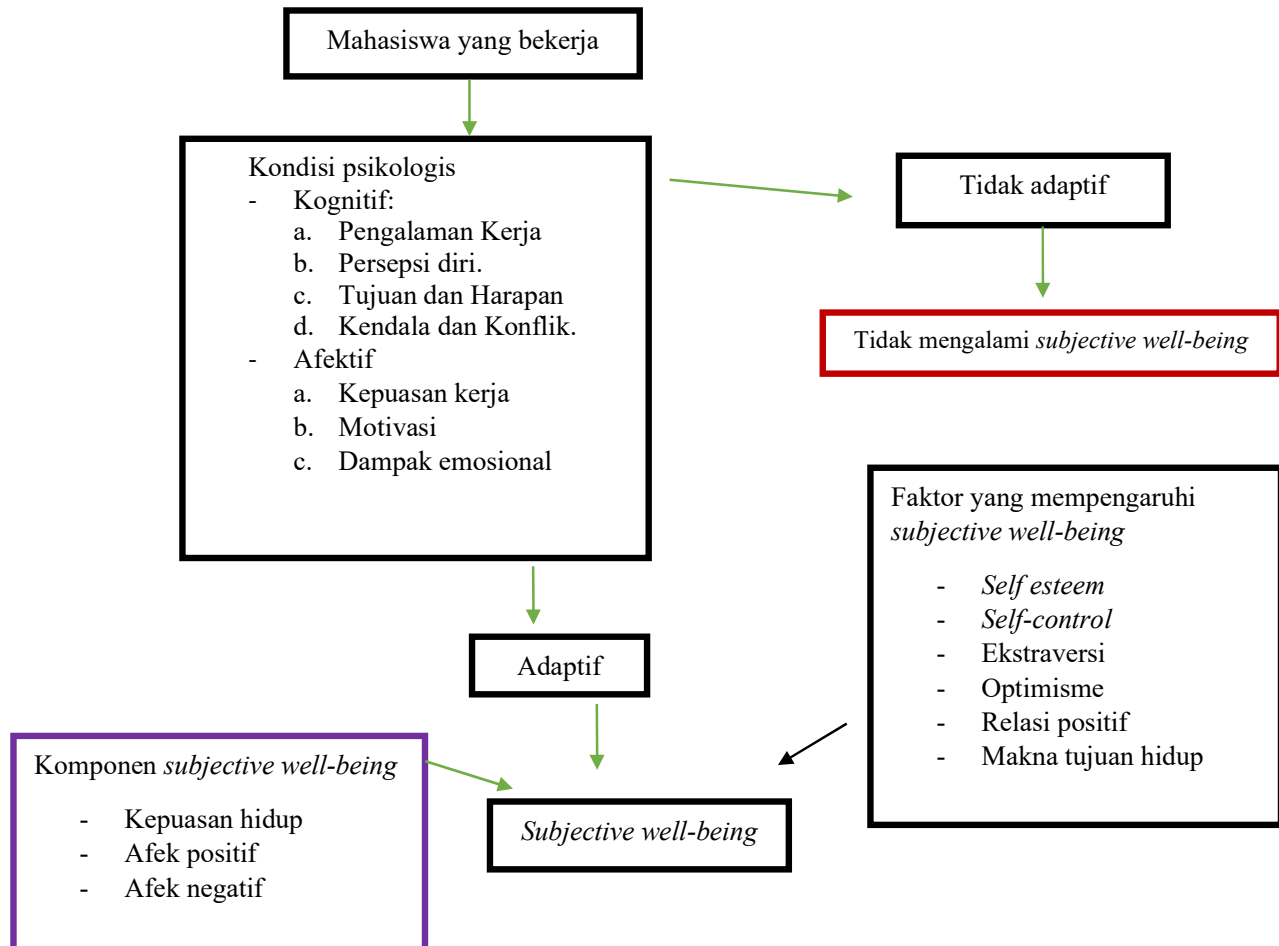 Mahasiswa yang bekerja
Kondisi psikologis
- Kognitif:
a. Pengalaman Kerja
b. Persepsi diri.
c. Tujuan dan Harapan
d. Kendala dan Konflik.
- Afektif
a. Kepuasan kerja
b. Motivasi
c. Dampak emosional
Tidak adaptif
Tidak mengalami subjective well-being
Faktor yang mempengaruhi
subjective well-being
- Self esteem
- Self-control
- Ekstraversi
- Optimisme
- Relasi positif
- Makna tujuan hidup
Adaptif
Komponen subjective well-being
- Kepuasan hidup
- Afek positif
- Afek negatif
Subjective well-being